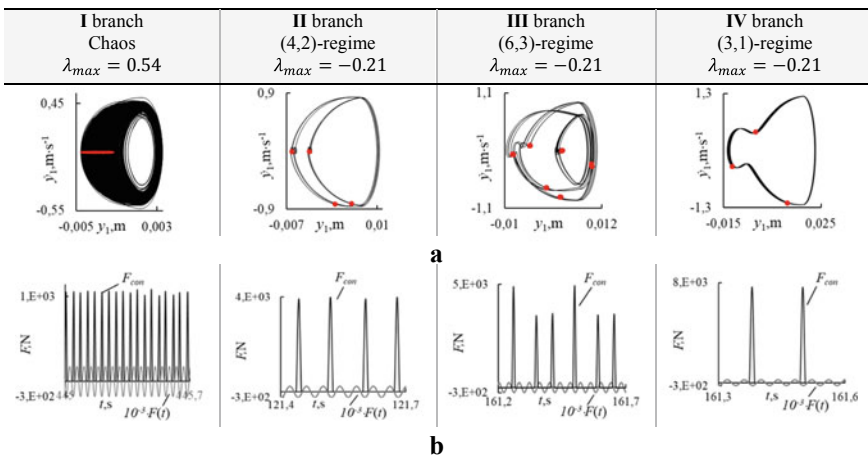 I branch
Chaos
λmax = 0.54
II branch
(4,2)-regime
λmax = −0.21
III branch
(6,3)-regime
λmax = −0.21
IV branch
(3,1)-regime
λmax = −0.21
0,45
ẏ1,m·s-1
-0,55
-0,005 y1,m 0,003
0,9
ẏ1,m·s-1
-0,9
-0,007 y1,m 0,01
1,1
ẏ1,m·s-1
-1,1
-0,01 y1,m 0,012
1,3
ẏ1,m·s-1
-1,3
-0,015 y1,m 0,025
a
Fcon
1,E+03
F,N
-3,E+02
445 t,s 445,7
10-5·F(t)
Fcon
4,E+03
F,N
-3,E+02
121,4 t,s 121,7
10-5·F(t)
5,E+03
Fcon
F,N
-3,E+02
161,2 t,s 161,7
10-5·F(t)
8,E+03
Fcon
F,N
-3,E+02
161,3 t,s 161,6
10-5·F(t)
b